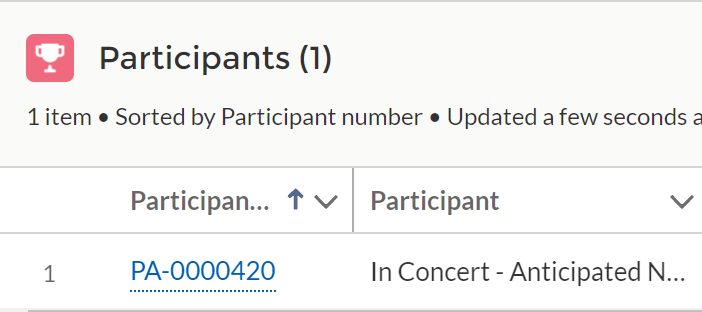 Participants (1)
1 item • Sorted by Participant number • Updated a few seconds a
Participan... Participant
1 PA-0000420 In Concert - Anticipated N...